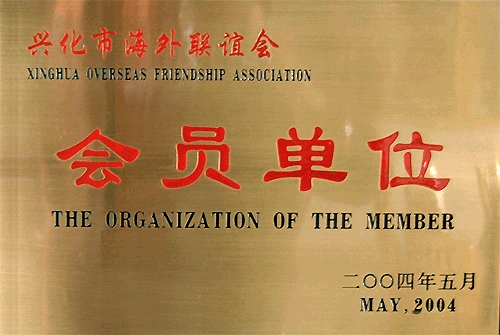 兴化市海外联谊会
XINGHUA OVERSEAS FRIENDSHIP ASSOCIATION
会员单位
THE ORGANIZATION OF THE MEMBER
二〇〇四年五月
MAY,2004